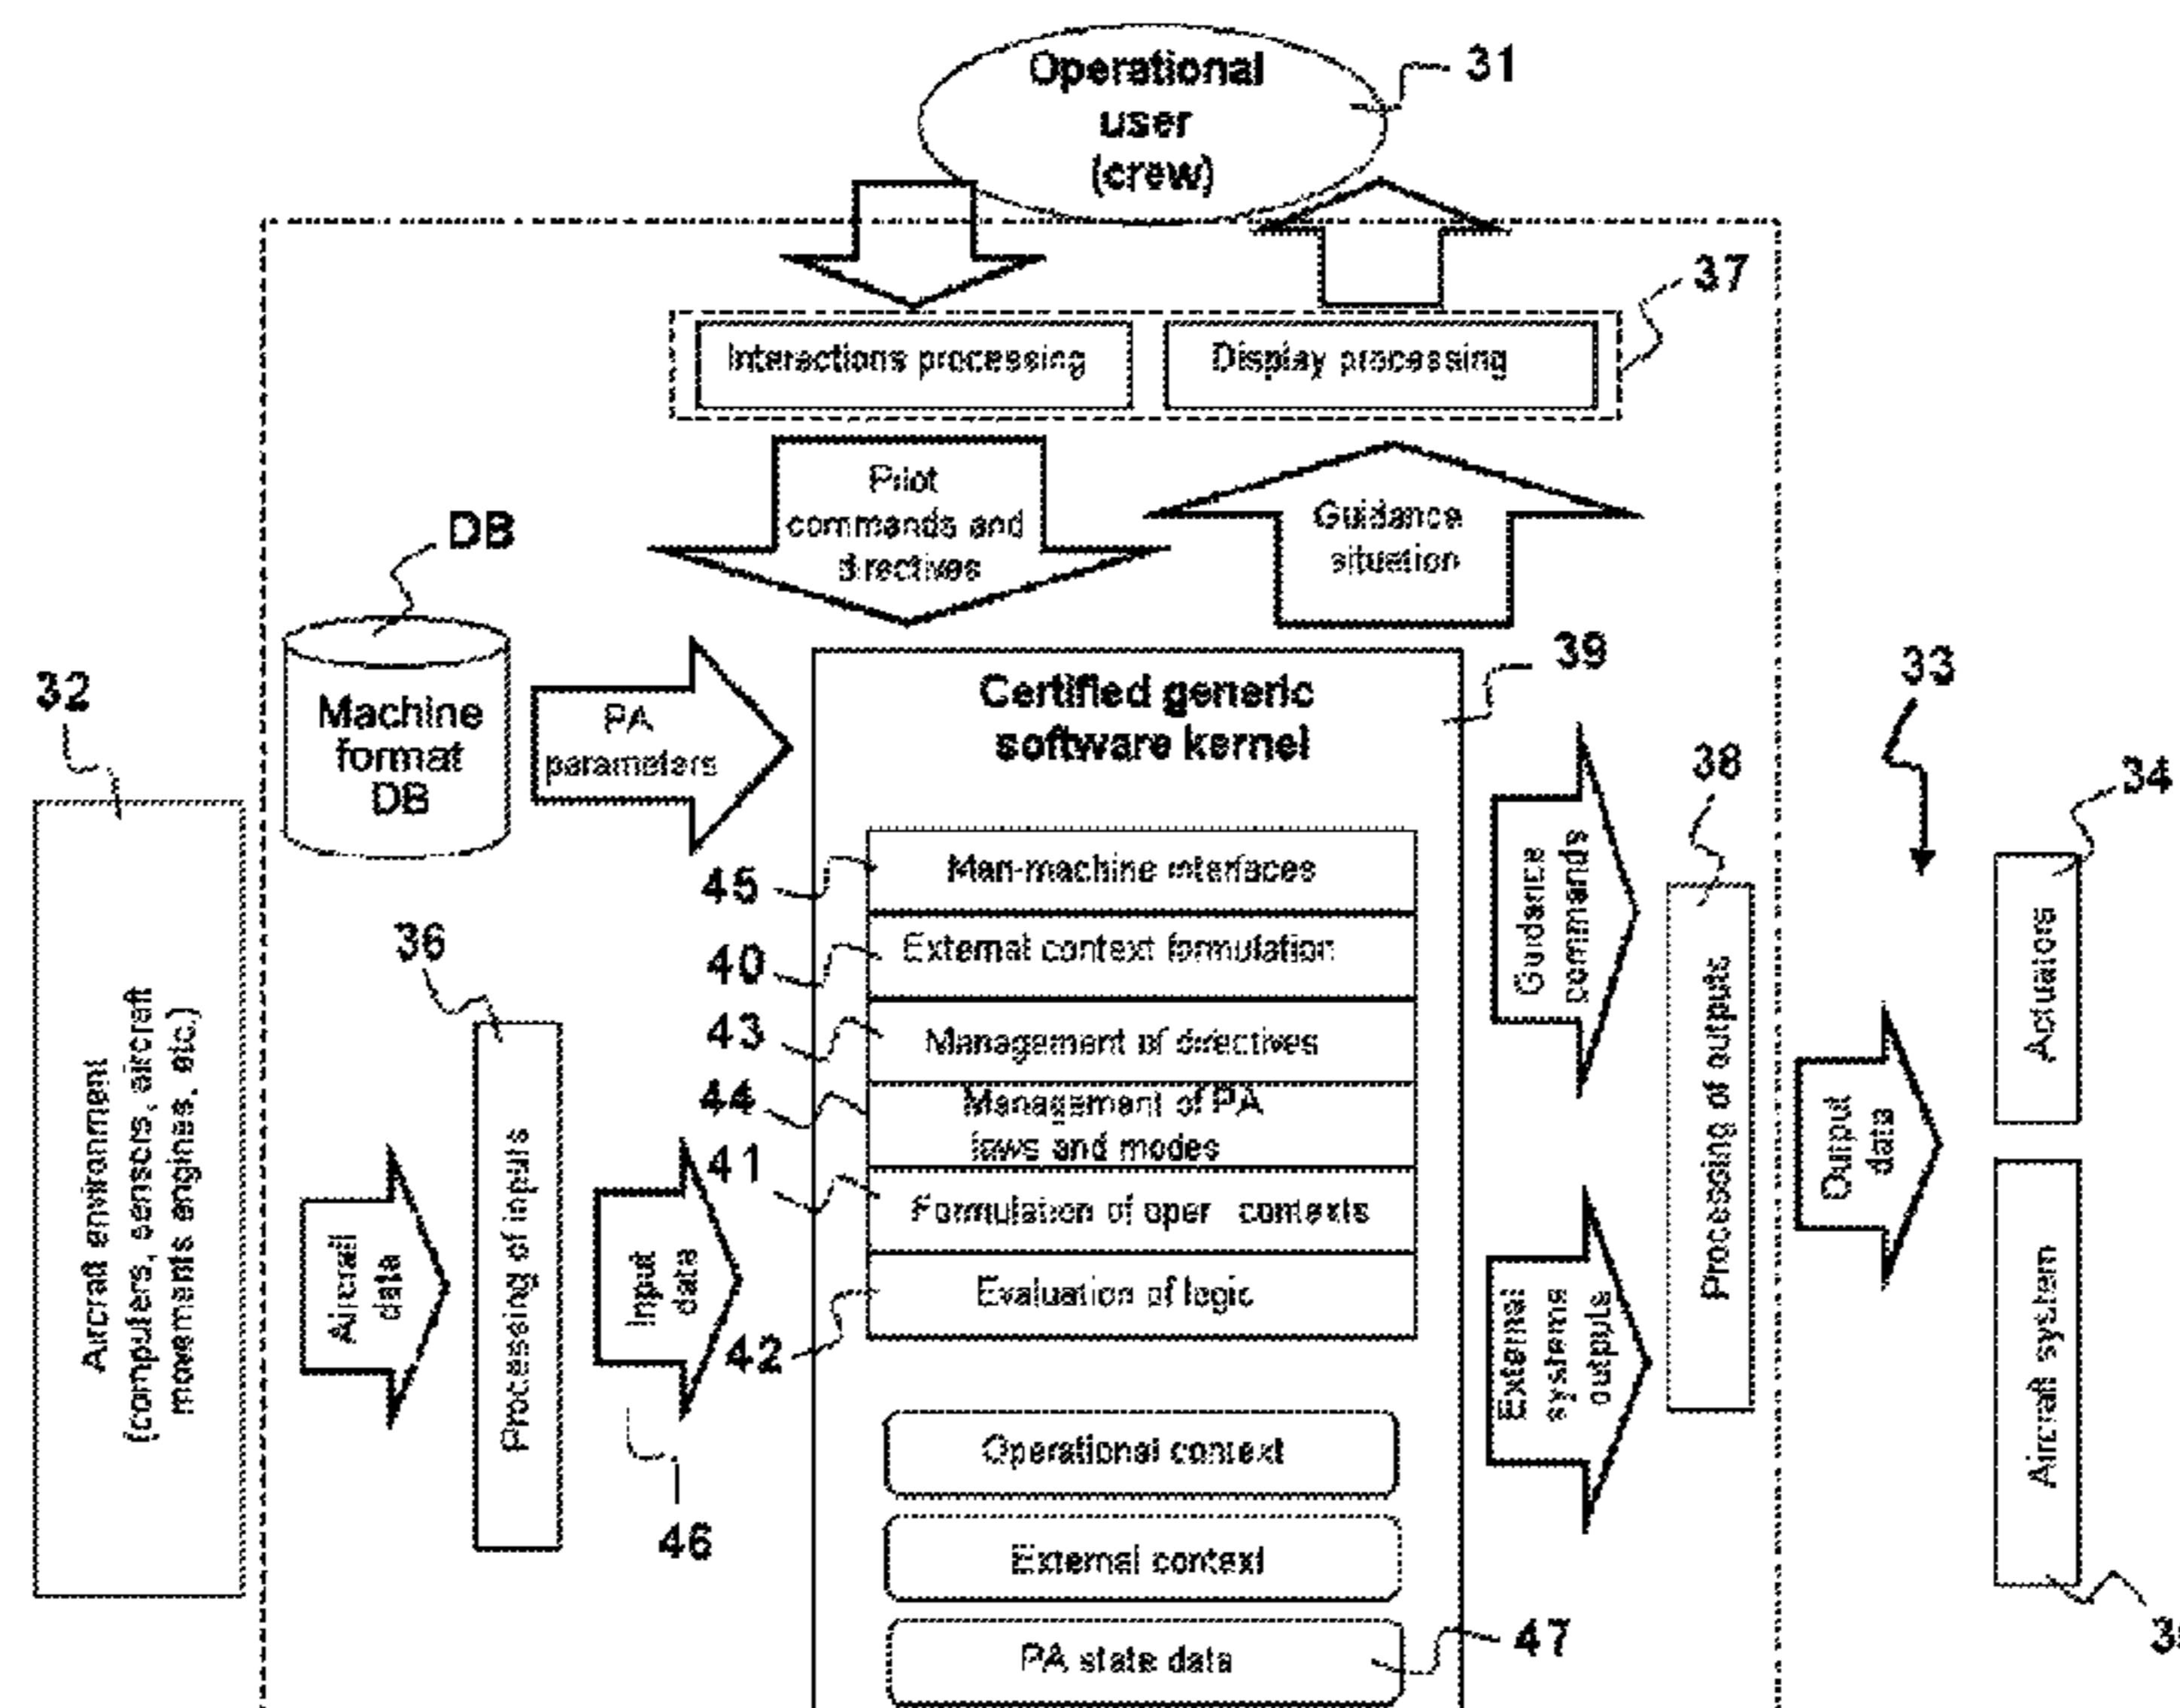 Operational
user
(crew)
31
37
Interactions processing
Display processing
Pilot
commands and
directives
Guidance
situation
DB
Machine
format
DB
PA
parameters
39
Certified generic
software kernel
32
Aircraft environment
(computers, sensors, aircraft
movements engines, etc.)
Aircraft
data
36
Processing of inputs
Input
data
46
45
Man-machine interfaces
40
External context formulation
43
Management of directives
44
Management of PA
laws and modes
41
Formulation of oper contexts
42
Evaluation of logic
Operational context
External context
PA state data
47
Guidance
commands
External
systems
outputs
38
Processing of outputs
33
Output
data
34
Actuators
Aircraft system